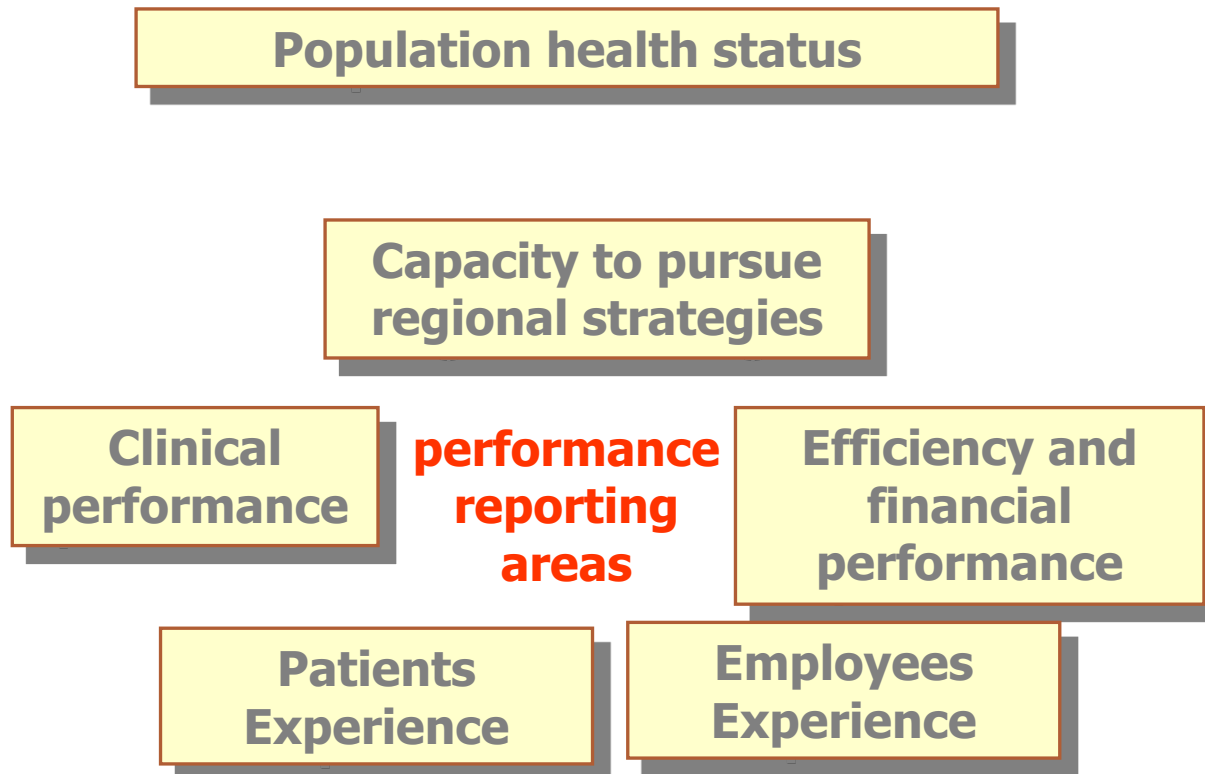 Population health status
Capacity to pursue
regional strategies
Clinical
performance
performance
reporting
areas
Efficiency and
financial
performance
Patients
Experience
Employees
Experience